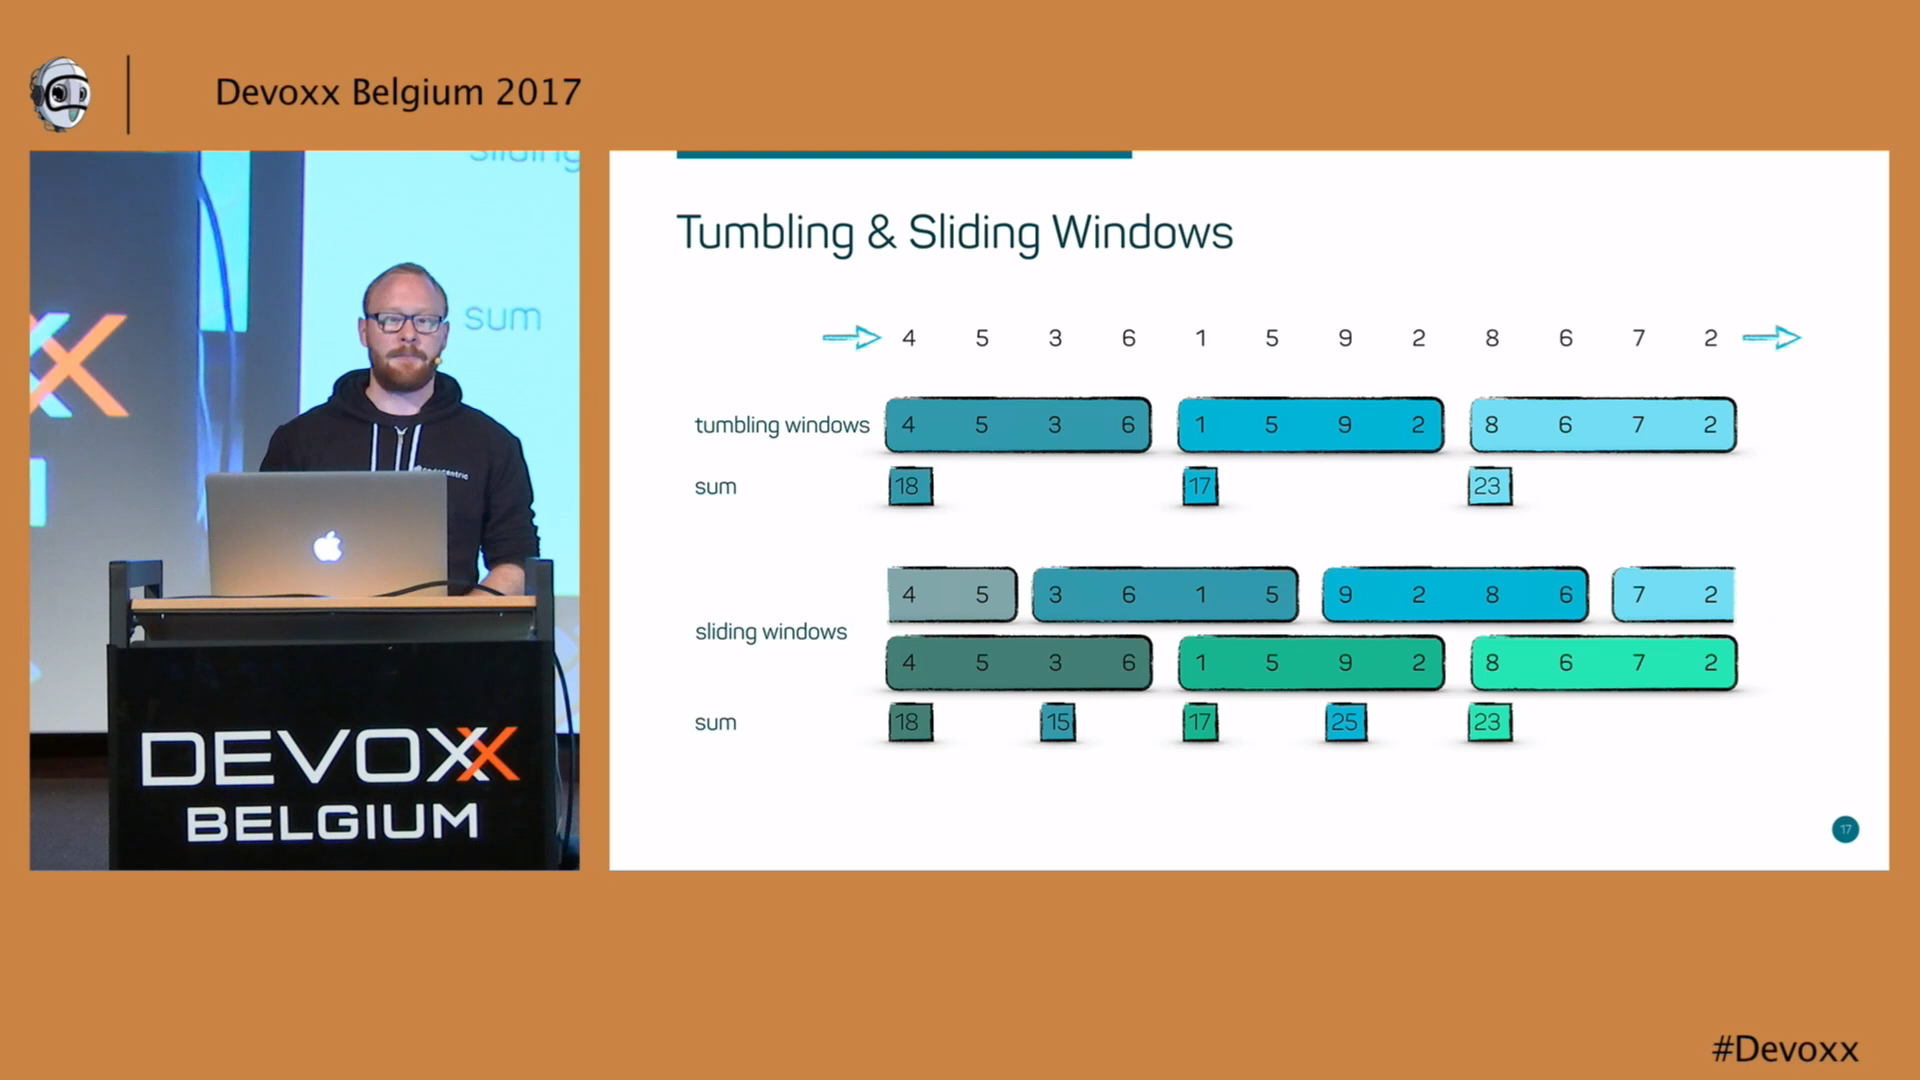 Devoxx Belgium 2017
sum
DEVOXX
BELGIUM
Tumbling & Sliding Windows
4 5 3 6 1 5 9 2 8 6 7 2
tumbling windows 4 5 3 6 1 5 9 2 8 6 7 2
sum 18 17 23
4 5 3 6 1 5 9 2 8 6 7 2
sliding windows
4 5 3 6 1 5 9 2 8 6 7 2
sum 18 15 17 25 23
17
#Devoxx